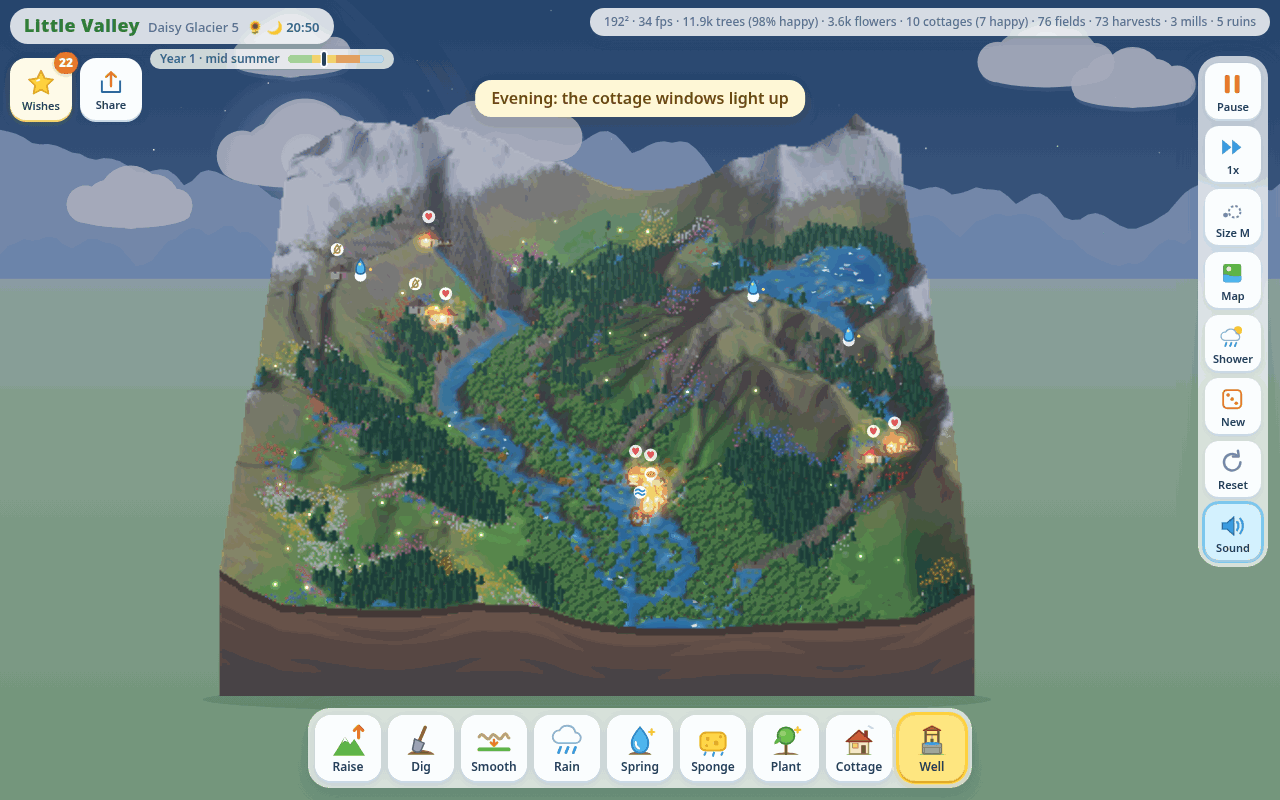 Little Valley Daisy Glacier 5 20:50
192² · 34 fps · 11.9k trees (98% happy) · 3.6k flowers · 10 cottages (7 happy) · 76 fields · 73 harvests · 3 mills · 5 ruins
Year 1 · mid summer
22
Wishes
Share
Evening: the cottage windows light up
Pause
1x
Size M
Map
Shower
New
Reset
Sound
Raise
Dig
Smooth
Rain
Spring
Sponge
Plant
Cottage
Well